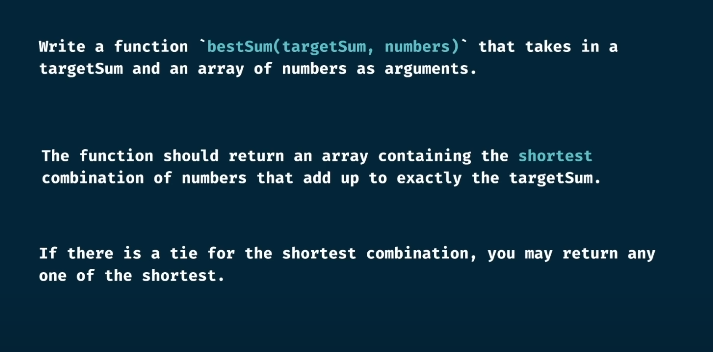 Write a function `bestSum(targetSum, numbers)` that takes in a
targetSum and an array of numbers as arguments.
The function should return an array containing the shortest
combination of numbers that add up to exactly the targetSum.
If there is a tie for the shortest combination, you may return any
one of the shortest.